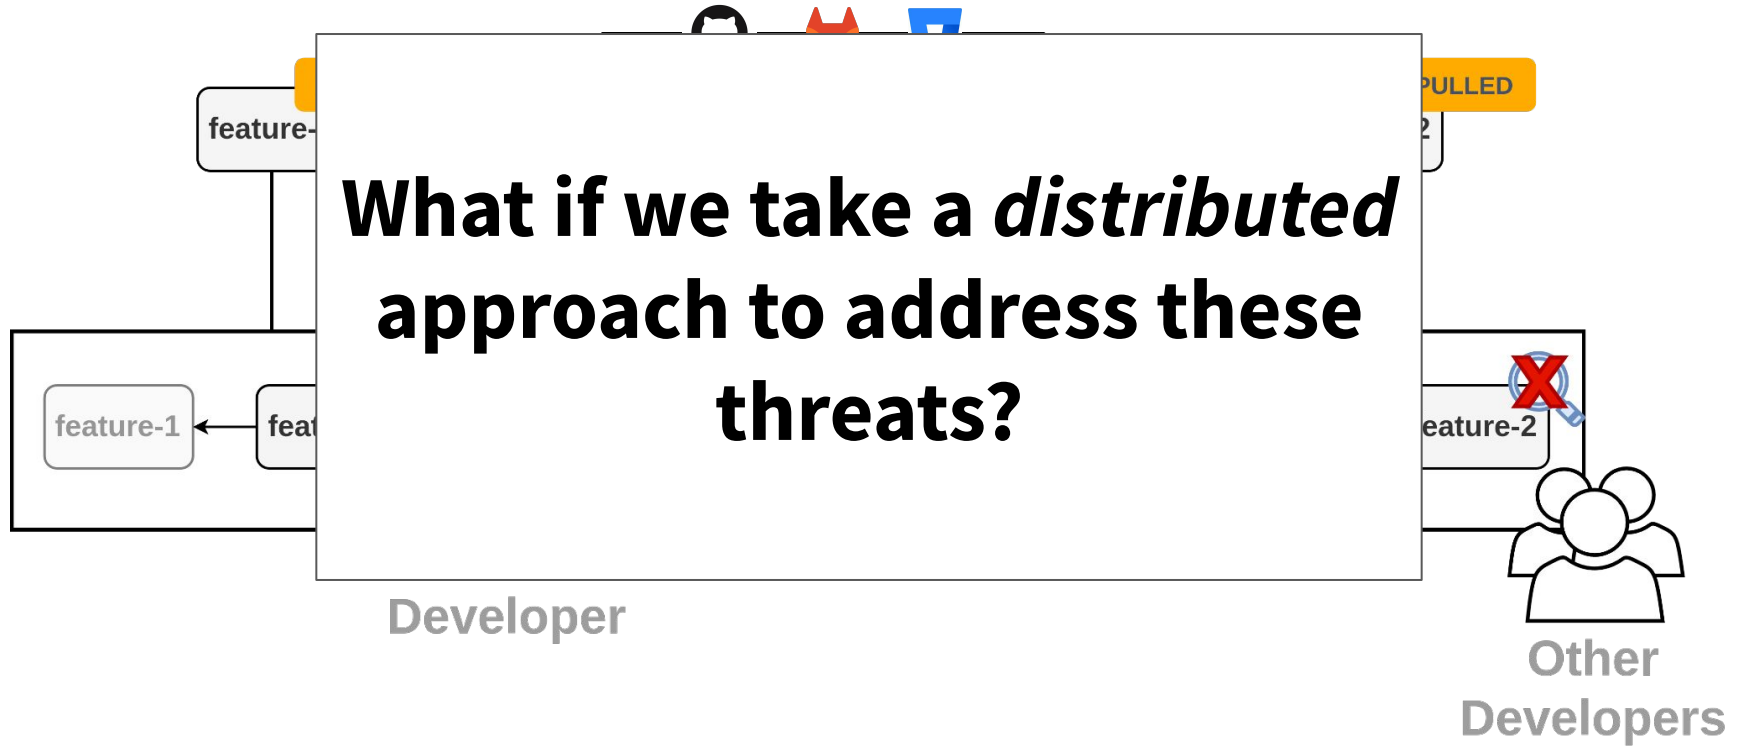 PULLED
feature-
2
What if we take a distributed
approach to address these
threats?
feature-1
feat
eature-2
Developer
Other
Developers